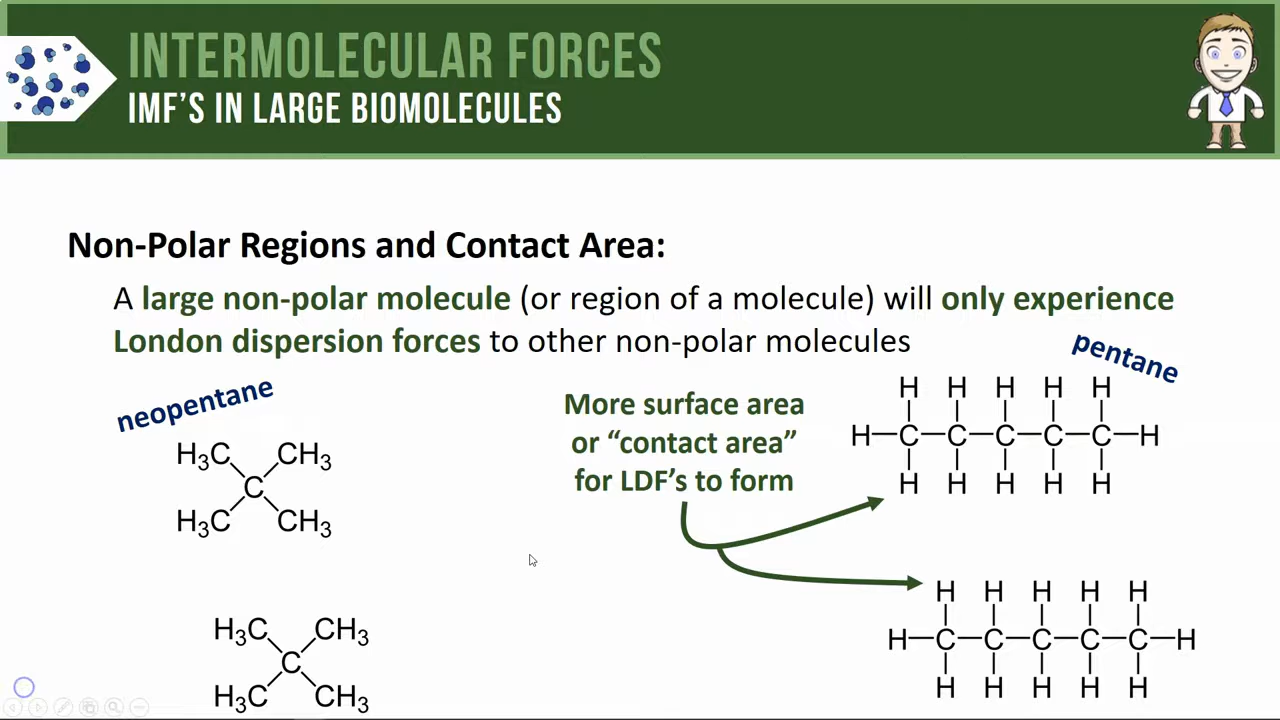 INTERMOLECULAR FORCES
IMF'S IN LARGE BIOMOLECULES
Non-Polar Regions and Contact Area:
A large non-polar molecule (or region of a molecule) will only experience
London dispersion forces to other non-polar molecules
neopentane
H₃C CH₃
C
H₃C CH₃
H₃C CH₃
C
H₃C CH₃
More surface area
or “contact area”
for LDF's to form
pentane
H H H H H
H C C C C C H
H H H H H
H H H H H
H C C C C C H
H H H H H